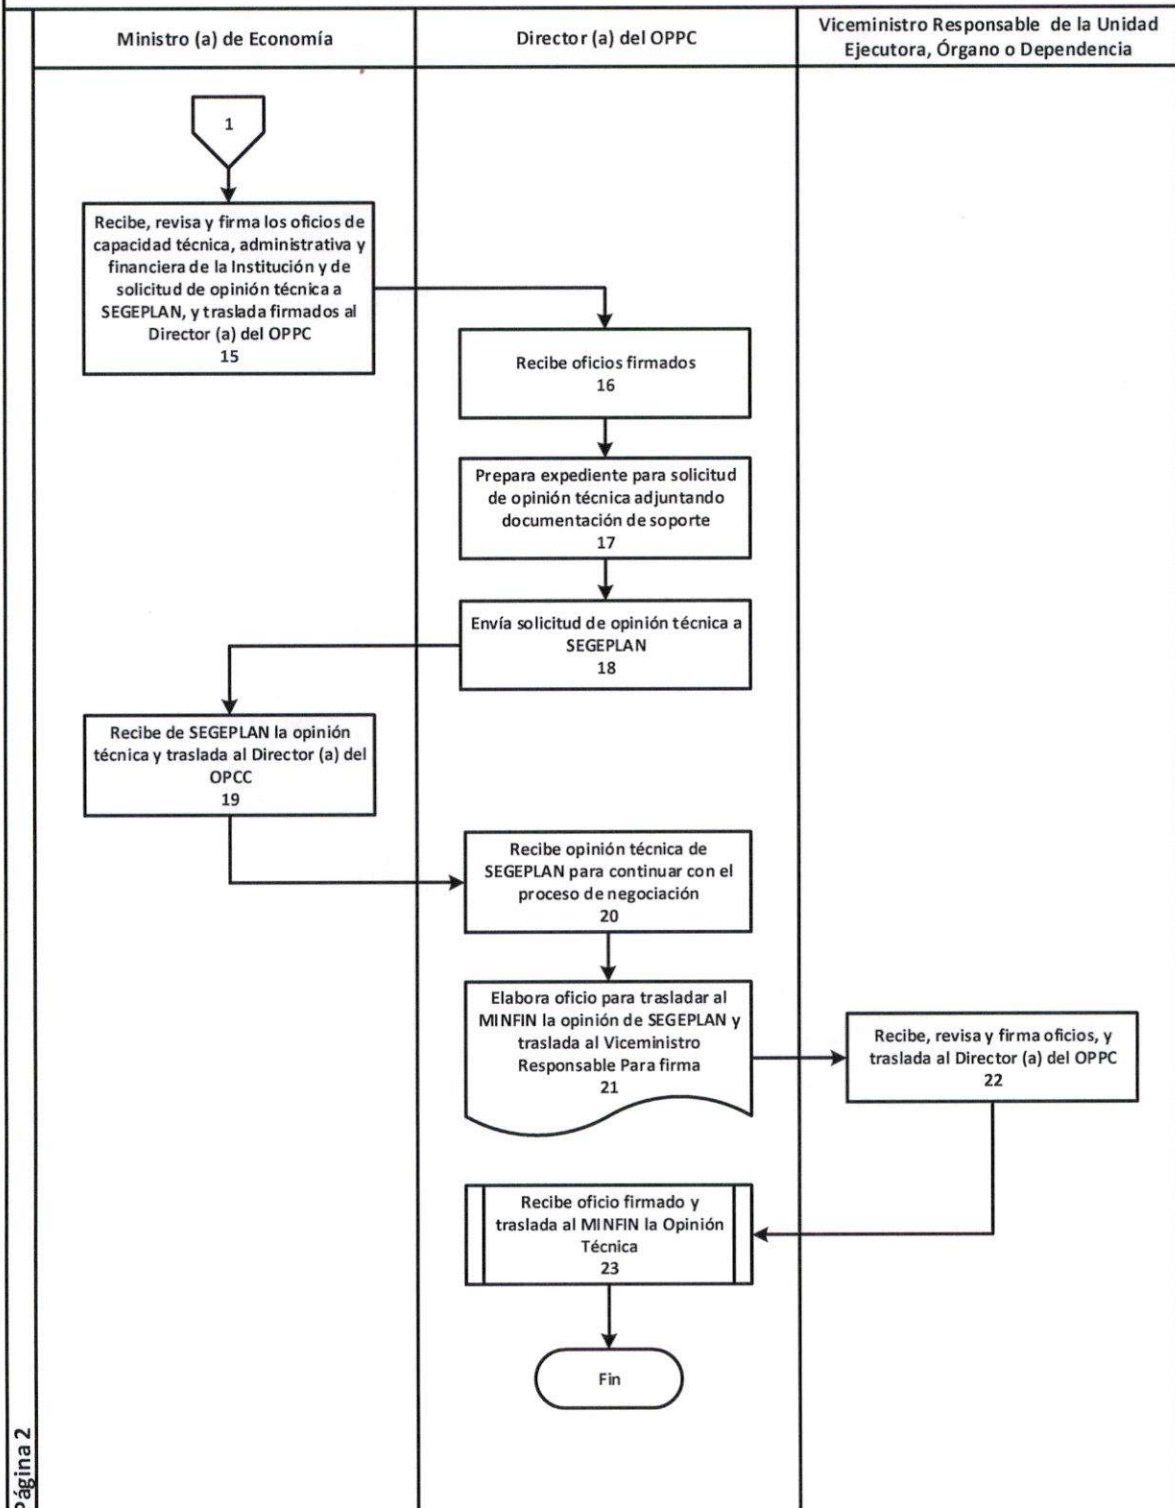 Ministro (a) de Economía
Director (a) del OPPC
Viceministro Responsable de la Unidad
Ejecutora, Órgano o Dependencia
1
Recibe, revisa y firma los oficios de
capacidad técnica, administrativa y
financiera de la Institución y de
solicitud de opinión técnica a
SEGEPLAN, y traslada firmados al
Director (a) del OPPC
15
Recibe oficios firmados
16
Prepara expediente para solicitud
de opinión técnica adjuntando
documentación de soporte
17
Envía solicitud de opinión técnica a
SEGEPLAN
18
Recibe de SEGEPLAN la opinión
técnica y traslada al Director (a) del
OPCC
19
Recibe opinión técnica de
SEGEPLAN para continuar con el
proceso de negociación
20
Elabora oficio para trasladar al
MINFIN la opinión de SEGEPLAN y
traslada al Viceministro
Responsable Para firma
21
Recibe, revisa y firma oficios, y
traslada al Director (a) del OPPC
22
Recibe oficio firmado y
traslada al MINFIN la Opinión
Técnica
23
Fin
Página 2